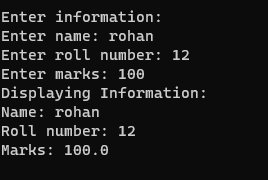 Enter information:
Enter name: rohan
Enter roll number: 12
Enter marks: 100
Displaying Information:
Name: rohan
Roll number: 12
Marks: 100.0